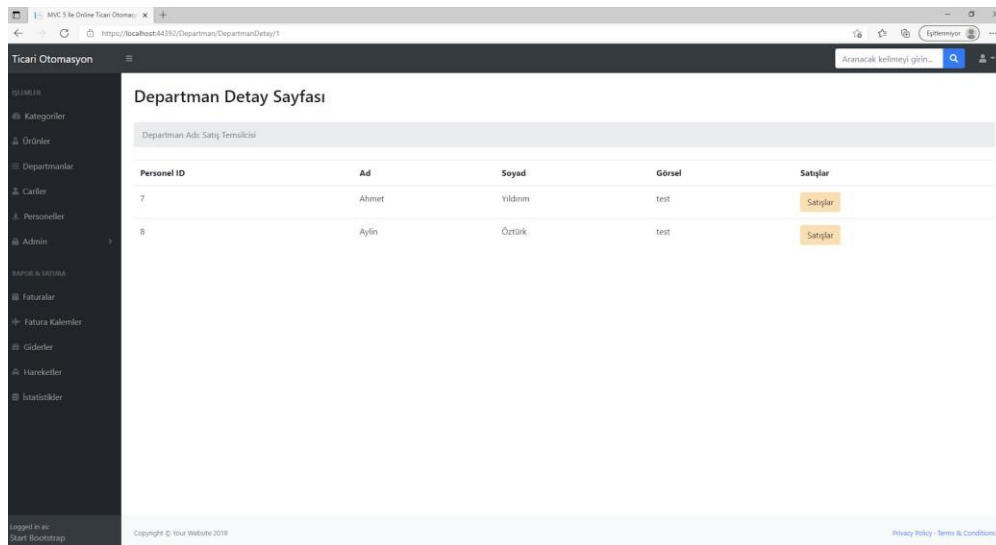 MVC 5 İle Online Ticari Otomasy
https://localhost:44392/Departman/DepartmanDetay/1
Eşitlenmiyor
Ticari Otomasyon
Aranacak kelimeyi girin...
İŞLEMLER
Kategoriler
Ürünler
Departmanlar
Cariler
Personeller
Admin
RAPOR & FATURA
Faturalar
Fatura Kalemler
Giderler
Hareketler
İstatistikler
Logged in as:
Start Bootstrap
Departman Detay Sayfası
Departman Adı: Satış Temsilcisi
Personel ID Ad Soyad Görsel Satışlar
7 Ahmet Yıldırım test Satışlar
8 Aylin Öztürk test Satışlar
Copyright © Your Website 2019
Privacy Policy · Terms & Conditions